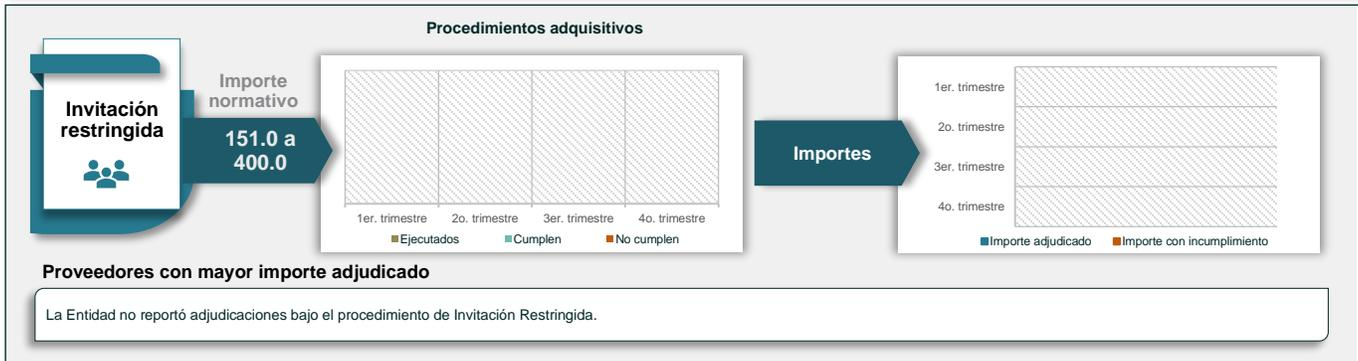 Procedimientos adquisitivos
Invitación
restringida
Importe
normativo
151.0 a
400.0
1er. trimestre 2o. trimestre 3er. trimestre 4o. trimestre
Ejecutados Cumplen No cumplen
Importes
1er. trimestre
2o. trimestre
3er. trimestre
4o. trimestre
Importe adjudicado Importe con incumplimiento
Proveedores con mayor importe adjudicado
La Entidad no reportó adjudicaciones bajo el procedimiento de Invitación Restringida.